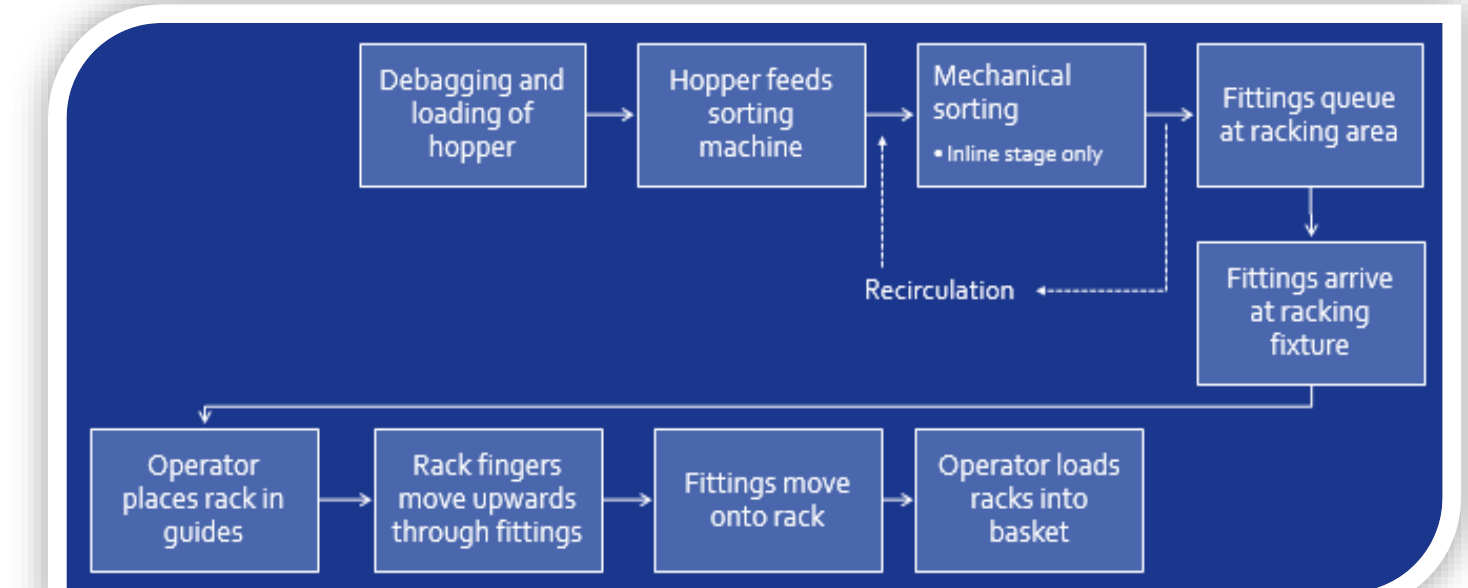 Debagging and
loading of
hopper
Hopper feeds
sorting
machine
Mechanical
sorting
• Inline stage only
Fittings queue
at racking area
Recirculation
Fittings arrive
at racking
fixture
Operator
places rack in
guides
Rack fingers
move upwards
through fittings
Fittings move
onto rack
Operator loads
racks into
basket